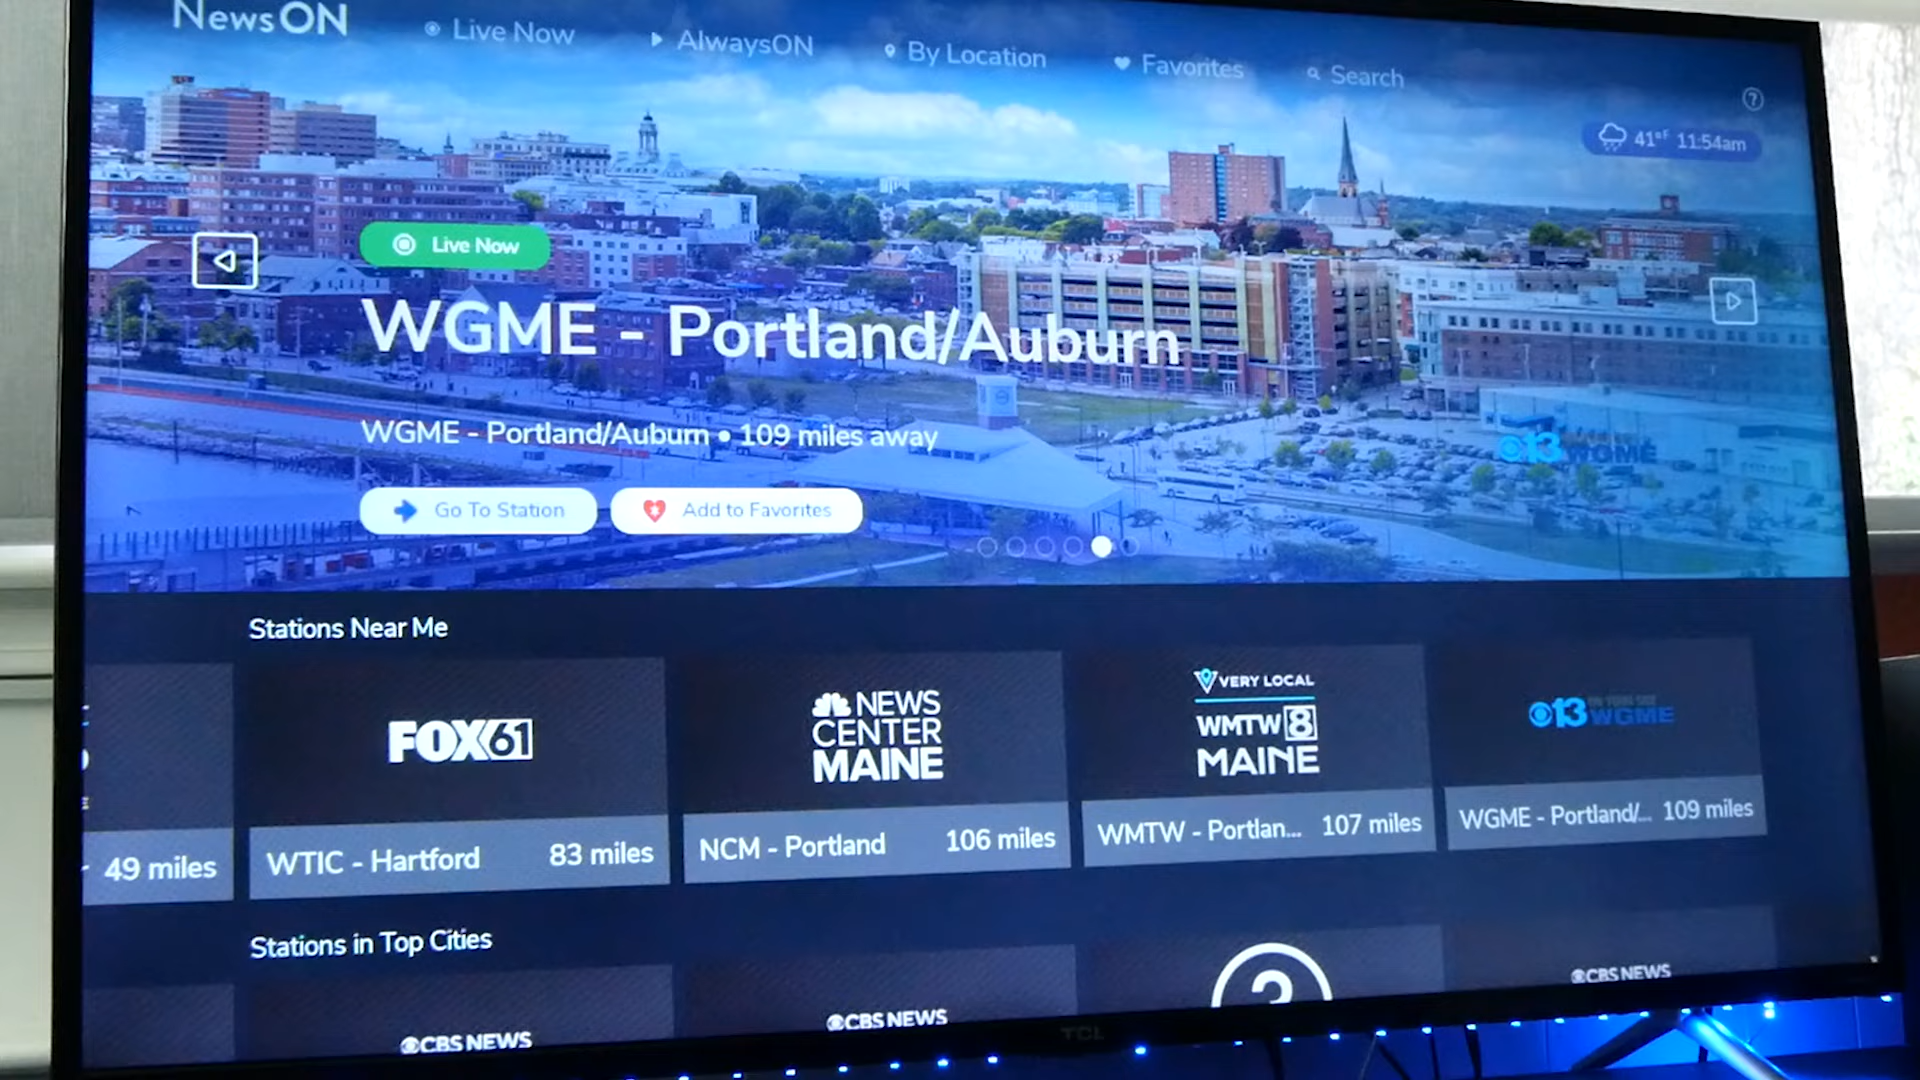 NewsON
Live Now
AlwaysON
By Location
Favorites
Search
?
41°F 11:54am
Live Now
WGME - Portland/Auburn
WGME - Portland/Auburn • 109 miles away
13 WGME
Go To Station
Add to Favorites
Stations Near Me
FOX61
NEWS
CENTER
MAINE
VERY LOCAL
WMTW 8
MAINE
13 WGME
49 miles
WTIC - Hartford 83 miles
NCM - Portland 106 miles
WMTW - Portlan... 107 miles
WGME - Portland/... 109 miles
Stations in Top Cities
CBS NEWS
CBS NEWS
CBS NEWS
TCL